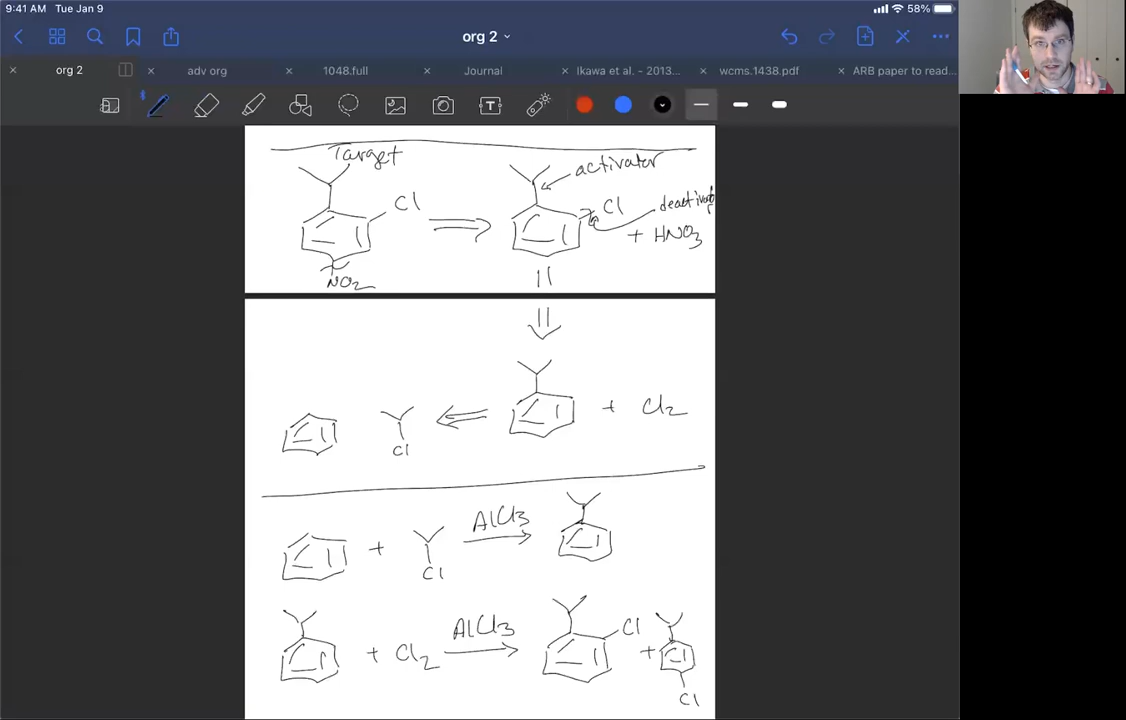 9:41 AM Tue Jan 9
58%
org 2
org 2
adv org
1048.full
Journal
Ikawa et al. - 2013...
wcms.1438.pdf
ARB paper to read...
Target
Cl
NO2
activator
Cl
deactivator
+ HNO3
+ Cl2
Cl
+
Cl
AlCl3
+ Cl2
AlCl3
Cl
+
Cl